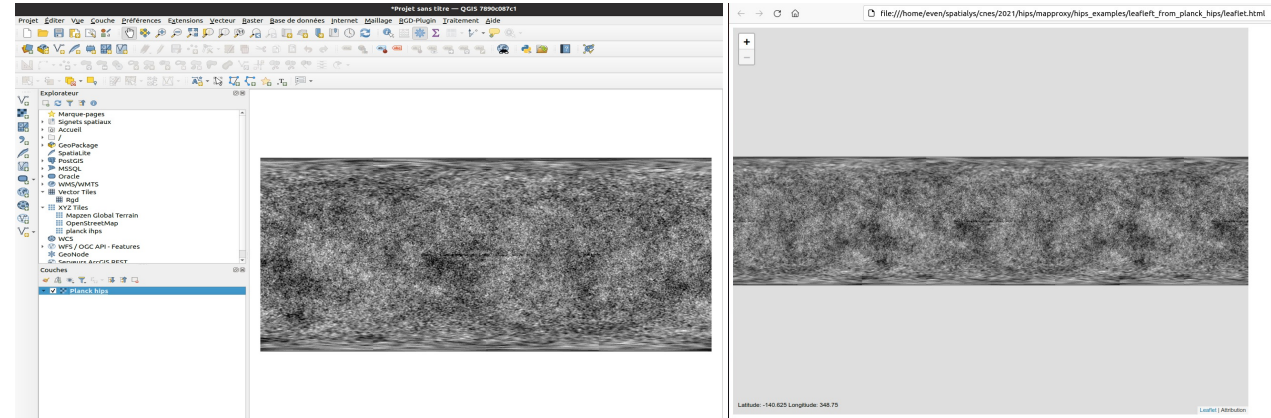 *Projet sans titre — QGIS 7890c087c1
Projet Éditer Vue Couche Préférences Extensions Vecteur Raster Base de données Internet Maillage RGD-Plugin Traitement Aide
Explorateur
Marque-pages
Signets spatiaux
Accueil
/
GeoPackage
SpatiaLite
PostGIS
MSSQL
Oracle
WMS/WMTS
Vector Tiles
Rgd
XYZ Tiles
Mapzen Global Terrain
OpenStreetMap
planck ihps
WCS
WFS / OGC API - Features
GeoNode
Serveurs ArcGIS REST
Couches
Planck hips
file:///home/even/spatialys/cnes/2021/hips/mapproxy/hips_examples/leafleft_from_planck_hips/leaflet.html
+
−
Latitude: -140.625 Longitude: 348.75
Leaflet | Attribution